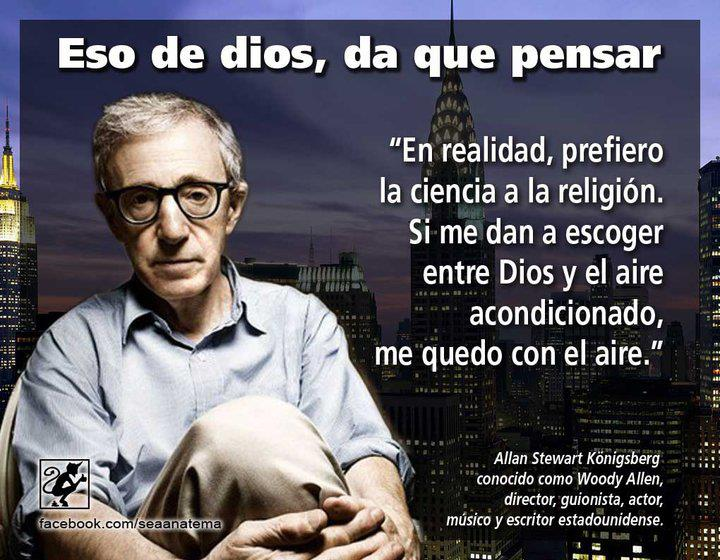 Eso de dios, da que pensar
“En realidad, prefiero
la ciencia a la religión.
Si me dan a escoger
entre Dios y el aire
acondicionado,
me quedo con el aire.”
Allan Stewart Königsberg
conocido como Woody Allen,
director, guionista, actor,
músico y escritor estadounidense.
facebook.com/seaanatema